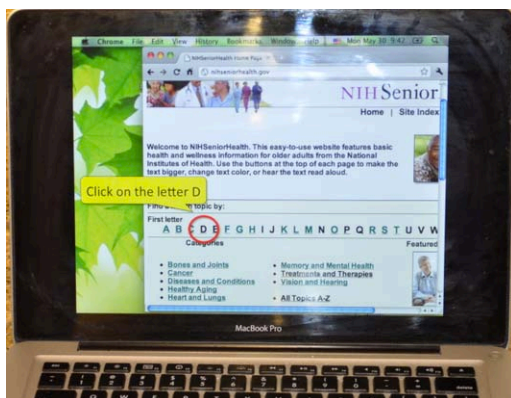 Chrome File Edit View History Bookmarks Window Help Mon May 30 9:42
NIHSeniorHealth Home Page
nihseniorhealth.gov
NIHSenior
Home | Site Index
Welcome to NIHSeniorHealth. This easy-to-use website features basic
health and wellness information for older adults from the National
Institutes of Health. Use the buttons at the top of each page to make the
text bigger, change text color, or hear the text read aloud.
Click on the letter D
topic by:
First letter
A B C D E F G H I J K L M N O P Q R S T U V W
Categories
Featured
Bones and Joints
Cancer
Diseases and Conditions
Healthy Aging
Heart and Lungs
Memory and Mental Health
Treatments and Therapies
Vision and Hearing
All Topics A-Z
MacBook Pro